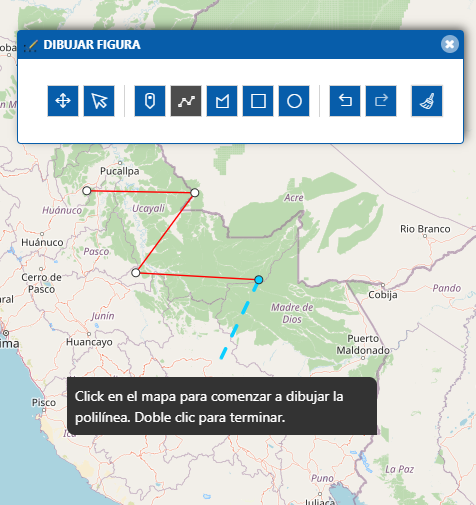 DIBUJAR FIGURA
Pucallpa
Huánuco
Ucayali
Acre
Rio Branco
Huánuco
Pasco
Cerro de
Pasco
Cobija
Pando
Madre de
Dios
Junín
Huancayo
Puerto
Maldonado
Click en el mapa para comenzar a dibujar la
polilínea. Doble clic para terminar.
Pisco
Ica
La Paz
Puno
Juliaca